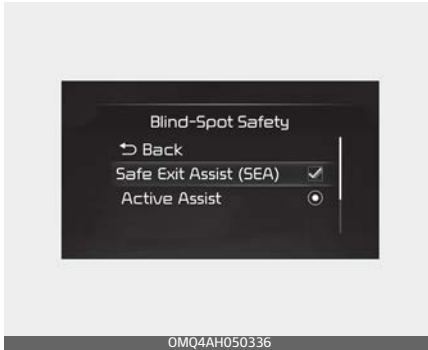 Blind-Spot Safety
Back
Safe Exit Assist (SEA)
Active Assist
OMQ4AH050336